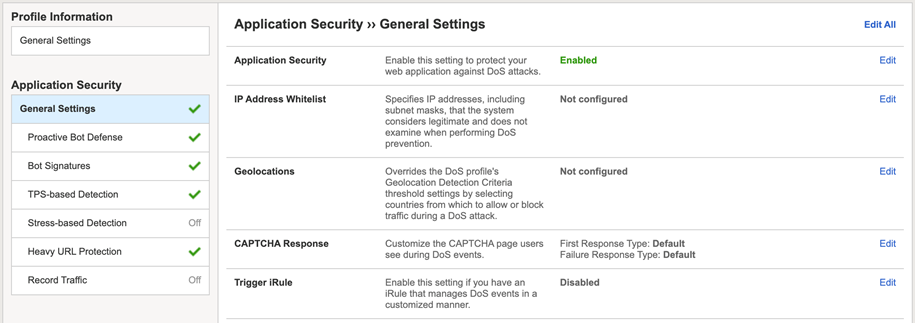 Profile Information
General Settings
Application Security
General Settings
Proactive Bot Defense
Bot Signatures
TPS-based Detection
Stress-based Detection Off
Heavy URL Protection
Record Traffic Off
Application Security ›› General Settings Edit All
Application Security Enable this setting to protect your Enabled Edit
web application against DoS attacks.
IP Address Whitelist Specifies IP addresses, including Not configured Edit
subnet masks, that the system
considers legitimate and does not
examine when performing DoS
prevention.
Geolocations Overrides the DoS profile's Not configured Edit
Geolocation Detection Criteria
threshold settings by selecting
countries from which to allow or block
traffic during a DoS attack.
CAPTCHA Response Customize the CAPTCHA page users First Response Type: Default Edit
see during DoS events. Failure Response Type: Default
Trigger iRule Enable this setting if you have an Disabled Edit
iRule that manages DoS events in a
customized manner.